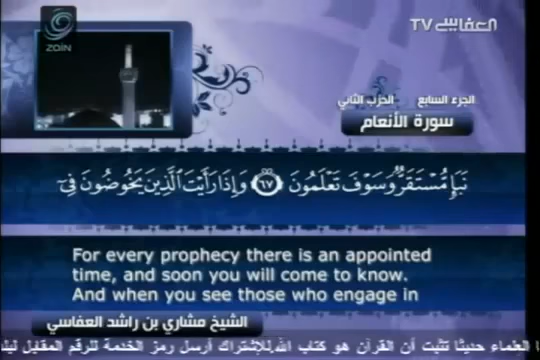 zain
العفاسي TV
الجزء السابع الحزب الثاني
سورة الأنعام
نَبَإٍ مُّسْتَقَرٌّ وَسَوْفَ تَعْلَمُونَ ٦٧ وَإِذَا رَأَيْتَ الَّذِينَ يَخُوضُونَ فِي
For every prophecy there is an appointed
time, and soon you will come to know.
And when you see those who engage in
الشيخ مشاري بن راشد العفاسي
العلماء حديثا تثبت أن القرآن هو كتاب الله للإشتراك أرسل رمز الخدمة للرقم المقابل